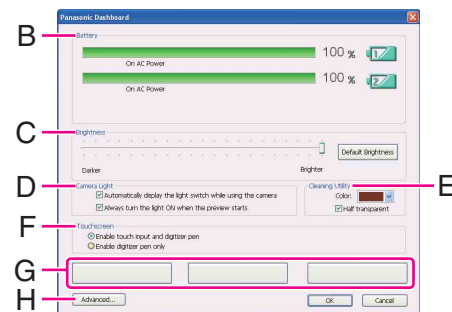 Panasonic Dashboard
B
Battery
100 %
1
On AC Power
100 %
2
On AC Power
C
Brightness
Default Brightness
Darker
Brighter
D
Camera Light
Automatically display the light switch while using the camera
Always turn the light ON when the preview starts
Cleaning Utility
E
Color:
Half transparent
F
Touchscreen
Enable touch input and digitizer pen
Enable digitizer pen only
G
H
Advanced...
OK
Cancel